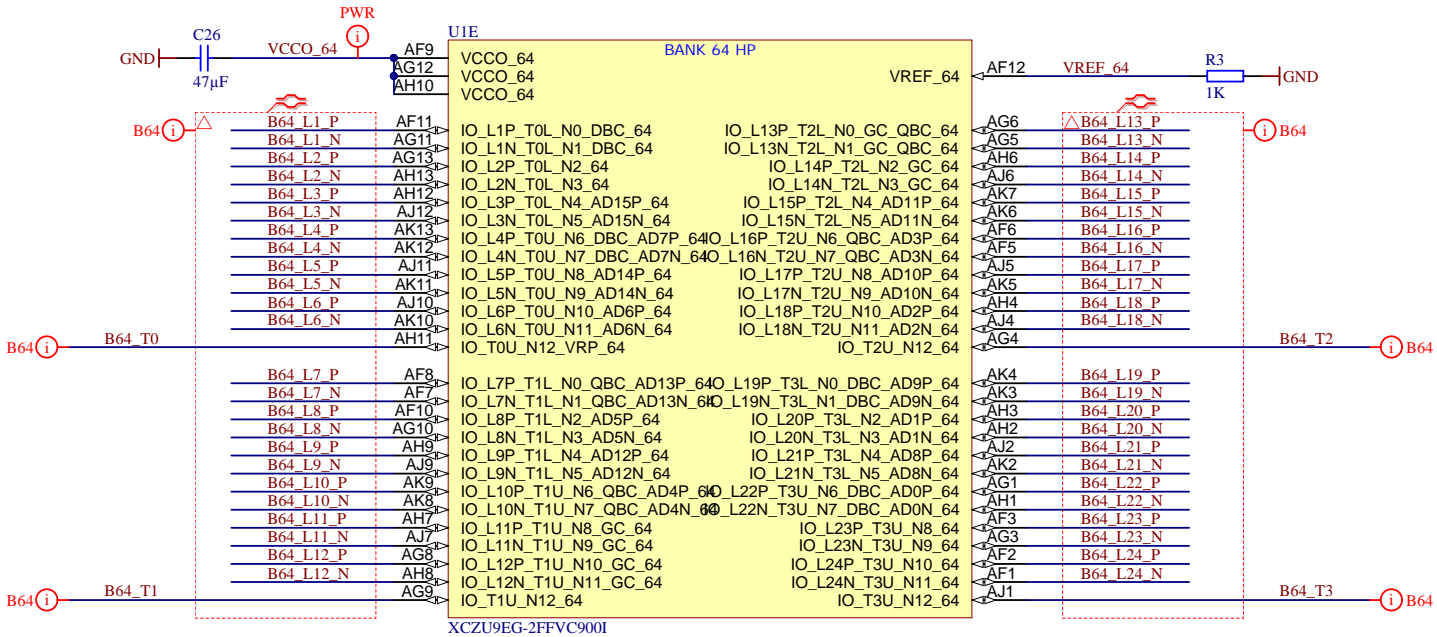 PWR
C26
U1E
GND
VCCO_64
47µF
BANK 64 HP
AF9 VCCO_64
AG12 VCCO_64
AH10 VCCO_64
VREF_64 AF12 VREF_64
R3
1K
GND
B64 i
i B64
B64_L1_P AF11 IO_L1P_T0L_N0_DBC_64 IO_L13P_T2L_N0_GC_QBC_64 AG6 B64_L13_P
B64_L1_N AG11 IO_L1N_T0L_N1_DBC_64 IO_L13N_T2L_N1_GC_QBC_64 AG5 B64_L13_N
B64_L2_P AG13 IO_L2P_T0L_N2_64 IO_L14P_T2L_N2_GC_64 AH6 B64_L14_P
B64_L2_N AH13 IO_L2N_T0L_N3_64 IO_L14N_T2L_N3_GC_64 AJ6 B64_L14_N
B64_L3_P AH12 IO_L3P_T0L_N4_AD15P_64 IO_L15P_T2L_N4_AD11P_64 AK7 B64_L15_P
B64_L3_N AJ12 IO_L3N_T0L_N5_AD15N_64 IO_L15N_T2L_N5_AD11N_64 AK6 B64_L15_N
B64_L4_P AK13 IO_L4P_T0U_N6_DBC_AD7P_64 IO_L16P_T2U_N6_QBC_AD3P_64 AF6 B64_L16_P
B64_L4_N AK12 IO_L4N_T0U_N7_DBC_AD7N_64 IO_L16N_T2U_N7_QBC_AD3N_64 AF5 B64_L16_N
B64_L5_P AJ11 IO_L5P_T0U_N8_AD14P_64 IO_L17P_T2U_N8_AD10P_64 AJ5 B64_L17_P
B64_L5_N AK11 IO_L5N_T0U_N9_AD14N_64 IO_L17N_T2U_N9_AD10N_64 AK5 B64_L17_N
B64_L6_P AJ10 IO_L6P_T0U_N10_AD6P_64 IO_L18P_T2U_N10_AD2P_64 AH4 B64_L18_P
B64_L6_N AK10 IO_L6N_T0U_N11_AD6N_64 IO_L18N_T2U_N11_AD2N_64 AJ4 B64_L18_N
B64 i B64_T0 AH11 IO_T0U_N12_VRP_64 IO_T2U_N12_64 AG4 B64_T2 i B64
B64_L7_P AF8 IO_L7P_T1L_N0_QBC_AD13P_64 IO_L19P_T3L_N0_DBC_AD9P_64 AK4 B64_L19_P
B64_L7_N AF7 IO_L7N_T1L_N1_QBC_AD13N_64 IO_L19N_T3L_N1_DBC_AD9N_64 AK3 B64_L19_N
B64_L8_P AF10 IO_L8P_T1L_N2_AD5P_64 IO_L20P_T3L_N2_AD1P_64 AH3 B64_L20_P
B64_L8_N AG10 IO_L8N_T1L_N3_AD5N_64 IO_L20N_T3L_N3_AD1N_64 AH2 B64_L20_N
B64_L9_P AH9 IO_L9P_T1L_N4_AD12P_64 IO_L21P_T3L_N4_AD8P_64 AJ2 B64_L21_P
B64_L9_N AJ9 IO_L9N_T1L_N5_AD12N_64 IO_L21N_T3L_N5_AD8N_64 AK2 B64_L21_N
B64_L10_P AK9 IO_L10P_T1U_N6_QBC_AD4P_64 IO_L22P_T3U_N6_DBC_AD0P_64 AG1 B64_L22_P
B64_L10_N AK8 IO_L10N_T1U_N7_QBC_AD4N_64 IO_L22N_T3U_N7_DBC_AD0N_64 AH1 B64_L22_N
B64_L11_P AH7 IO_L11P_T1U_N8_GC_64 IO_L23P_T3U_N8_64 AF3 B64_L23_P
B64_L11_N AJ7 IO_L11N_T1U_N9_GC_64 IO_L23N_T3U_N9_64 AG3 B64_L23_N
B64_L12_P AG8 IO_L12P_T1U_N10_GC_64 IO_L24P_T3U_N10_64 AF2 B64_L24_P
B64_L12_N AH8 IO_L12N_T1U_N11_GC_64 IO_L24N_T3U_N11_64 AF1 B64_L24_N
B64 i B64_T1 AG9 IO_T1U_N12_64 IO_T3U_N12_64 AJ1 B64_T3 i B64
XCZU9EG-2FFVC900I